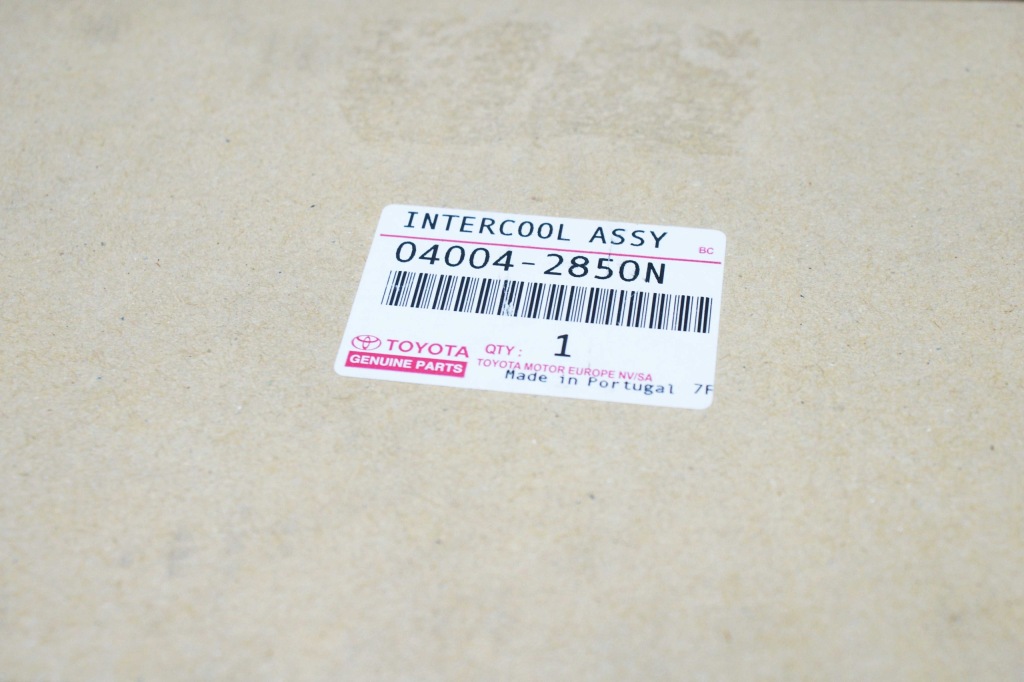 INTERCOOL ASSY
BC
04004-2850N
TOYOTA
GENUINE PARTS
QTY: 1
TOYOTA MOTOR EUROPE NV/SA
Made in Portugal 7F